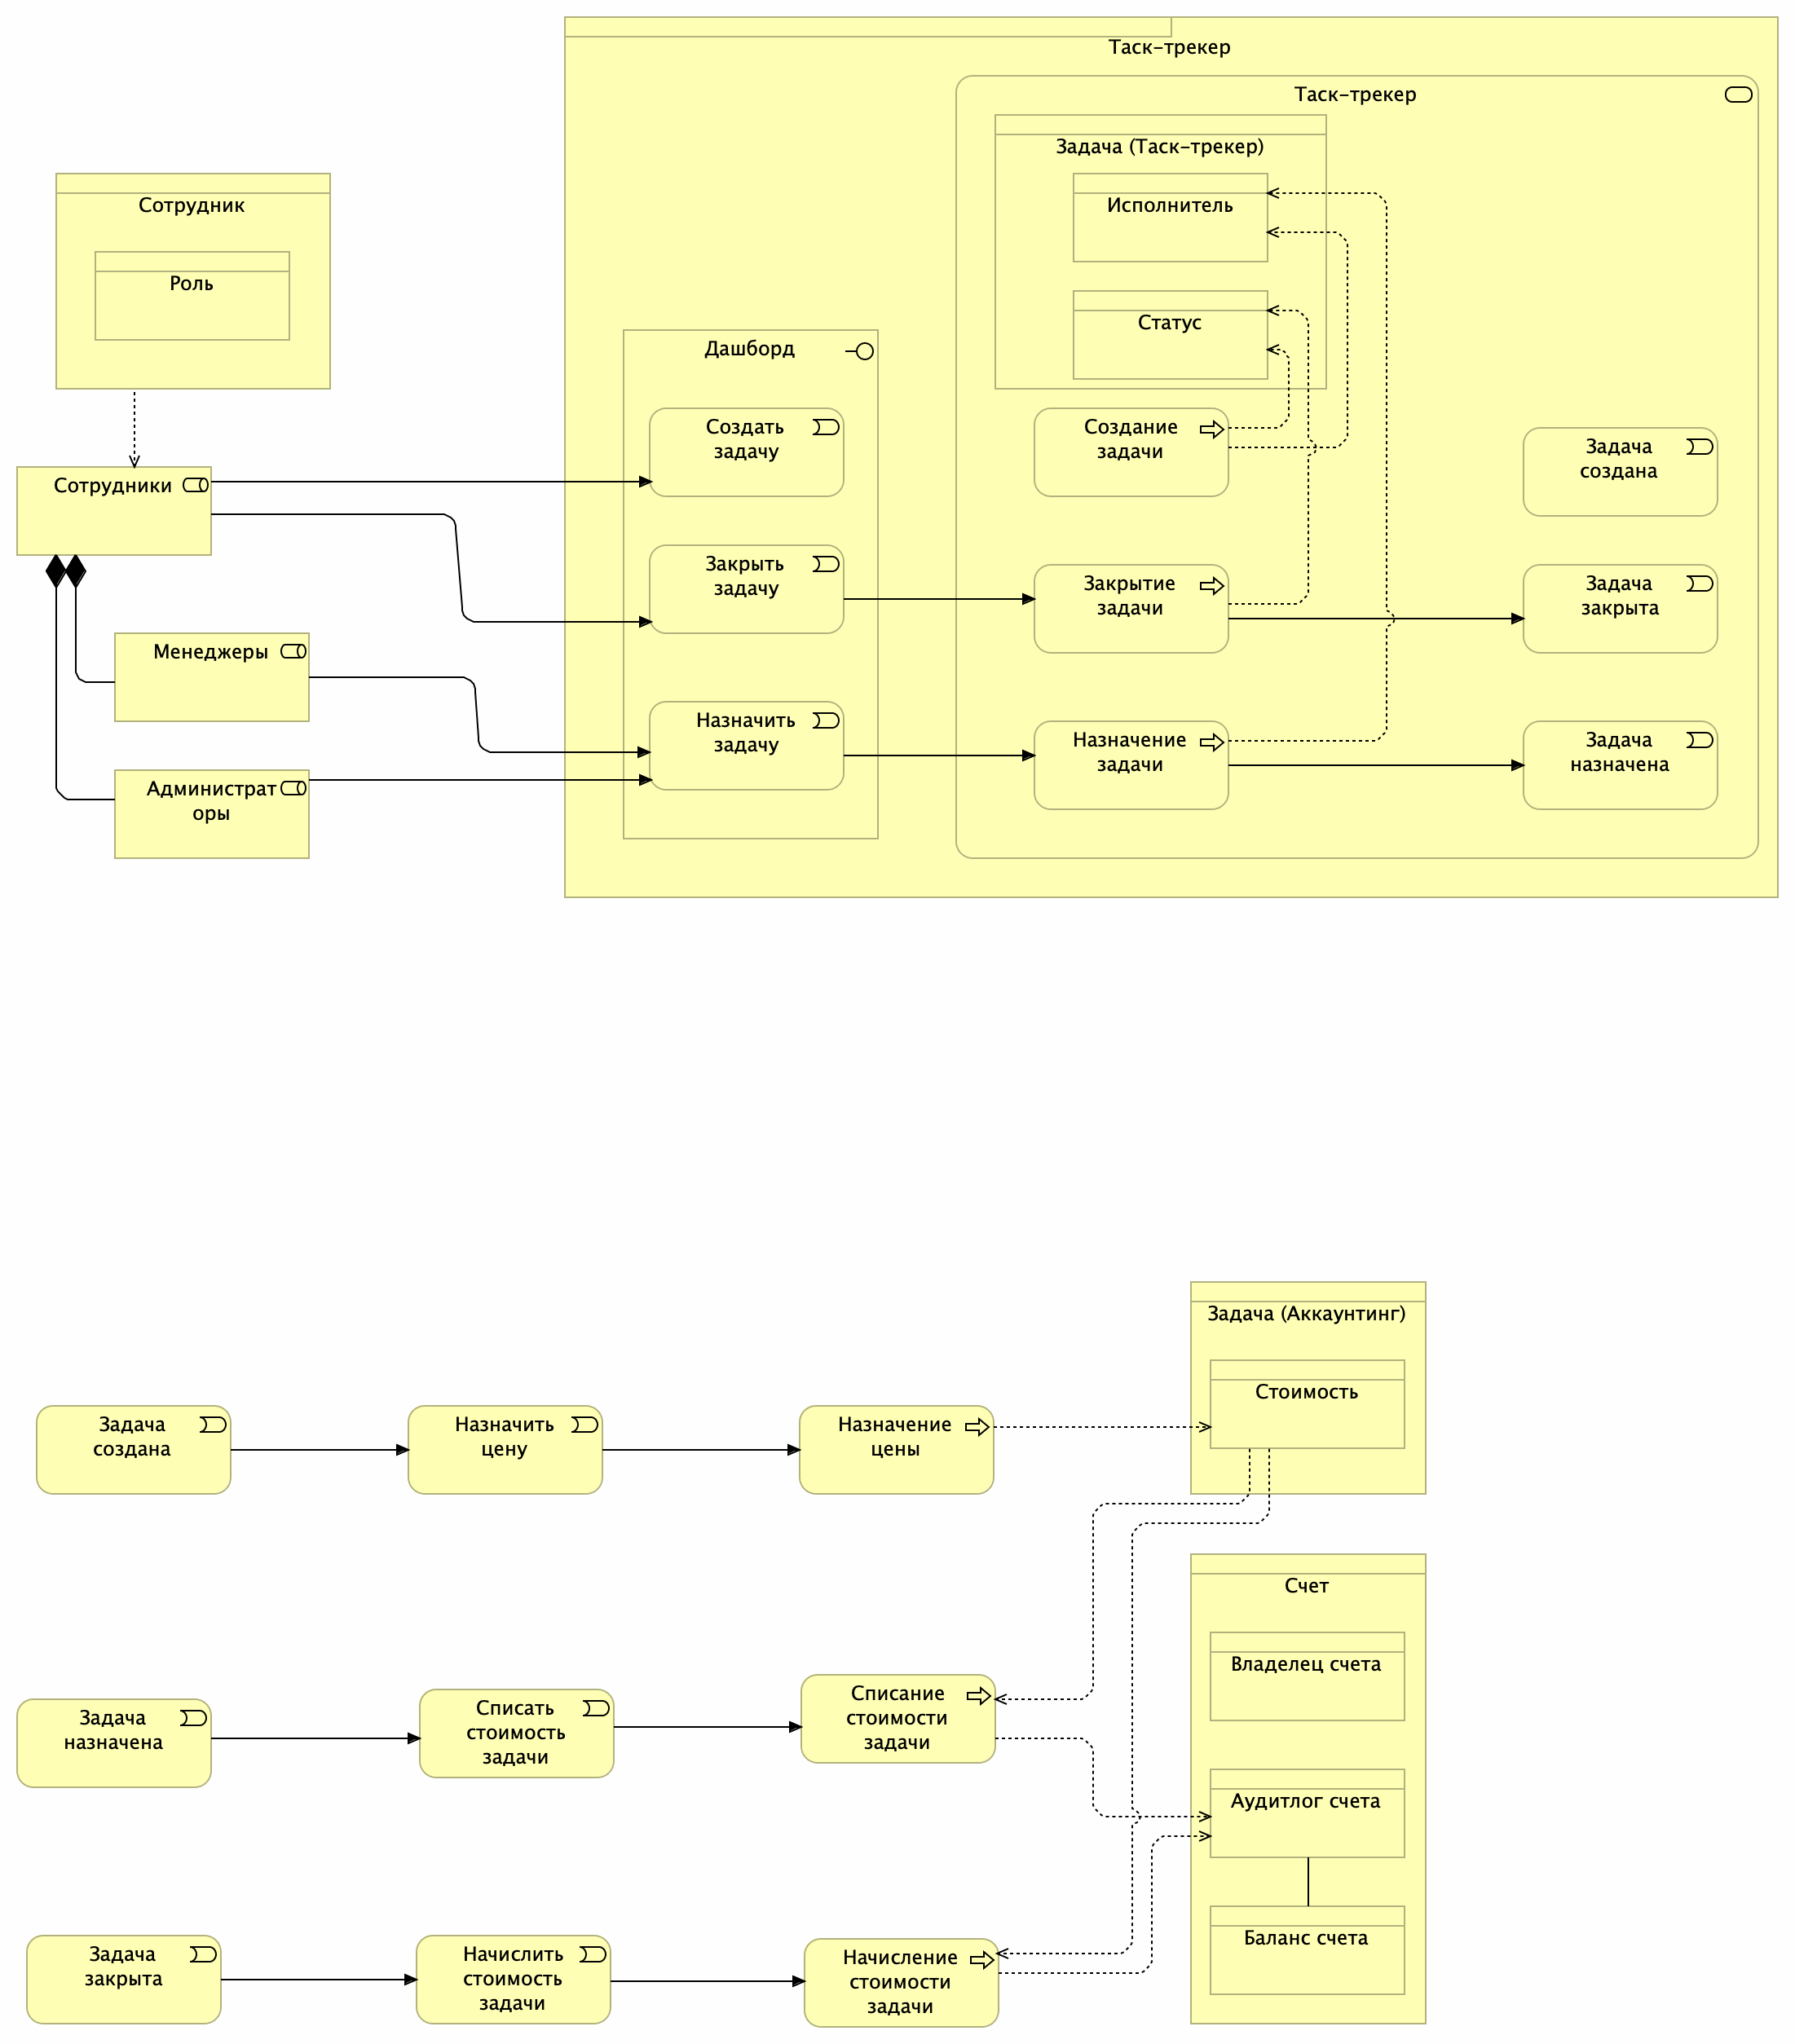 Таск-трекер
Таск-трекер
Задача (Таск-трекер)
Исполнитель
Статус
Сотрудник
Роль
Сотрудники
Менеджеры
Администрат
оры
Дашборд
Создать
задачу
Закрыть
задачу
Назначить
задачу
Создание
задачи
Закрытие
задачи
Назначение
задачи
Задача
создана
Задача
закрыта
Задача
назначена
Задача (Аккаунтинг)
Стоимость
Задача
создана
Назначить
цену
Назначение
цены
Счет
Владелец счета
Задача
назначена
Списать
стоимость
задачи
Списание
стоимости
задачи
Аудитлог счета
Баланс счета
Задача
закрыта
Начислить
стоимость
задачи
Начисление
стоимости
задачи